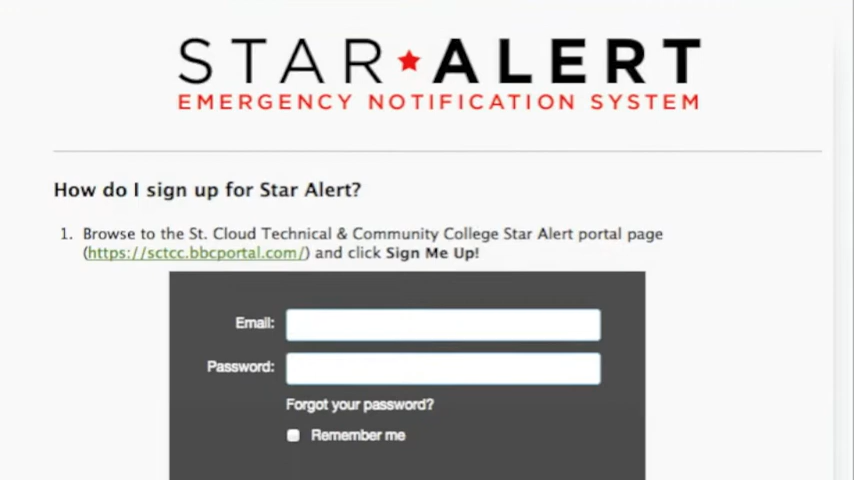 STAR★ALERT
EMERGENCY NOTIFICATION SYSTEM
How do I sign up for Star Alert?
1. Browse to the St. Cloud Technical & Community College Star Alert portal page
(https://sctcc.bbcportal.com/) and click Sign Me Up!
Email:
Password:
Forgot your password?
Remember me